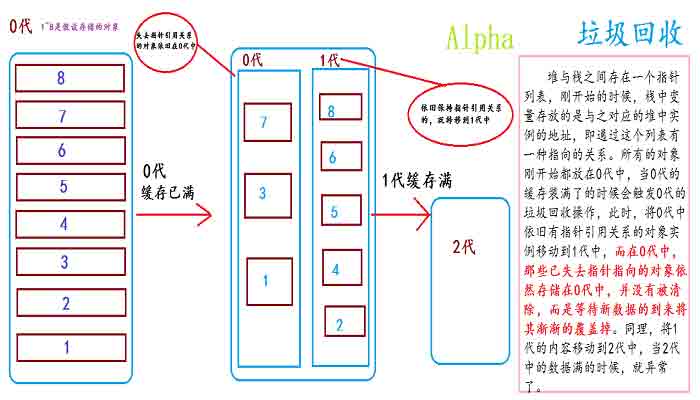 0代
1~8是假设存储的对象
8
7
6
5
4
3
2
1
0代
缓存已满
失去指针引用关系
的对象依旧在0代中
0代
1代
7
3
1
8
6
5
4
2
依旧保持指针引用关系
的，既转移到1代中
1代缓存满
2代
Alpha
垃圾回收
堆与栈之间存在一个指针
列表，刚开始的时候，栈中变
量存放的是与之对应的堆中实
例的地址，即通过这个列表有
一种指向的关系。所有的对象
刚开始都放在0代中，当0代的
缓存装满了的时候会触发0代的
垃圾回收操作，此时，将0代中
依旧有指针引用关系的对象实
例移动到1代中，而在0代中，
那些已失去指针指向的对象依
然存储在0代中，并没有被清
除，而是等待新数据的到来将
其渐渐的覆盖掉。同理，将1
代的内容移动到2代中，当2代
中的数据满的时候，就异常
了。